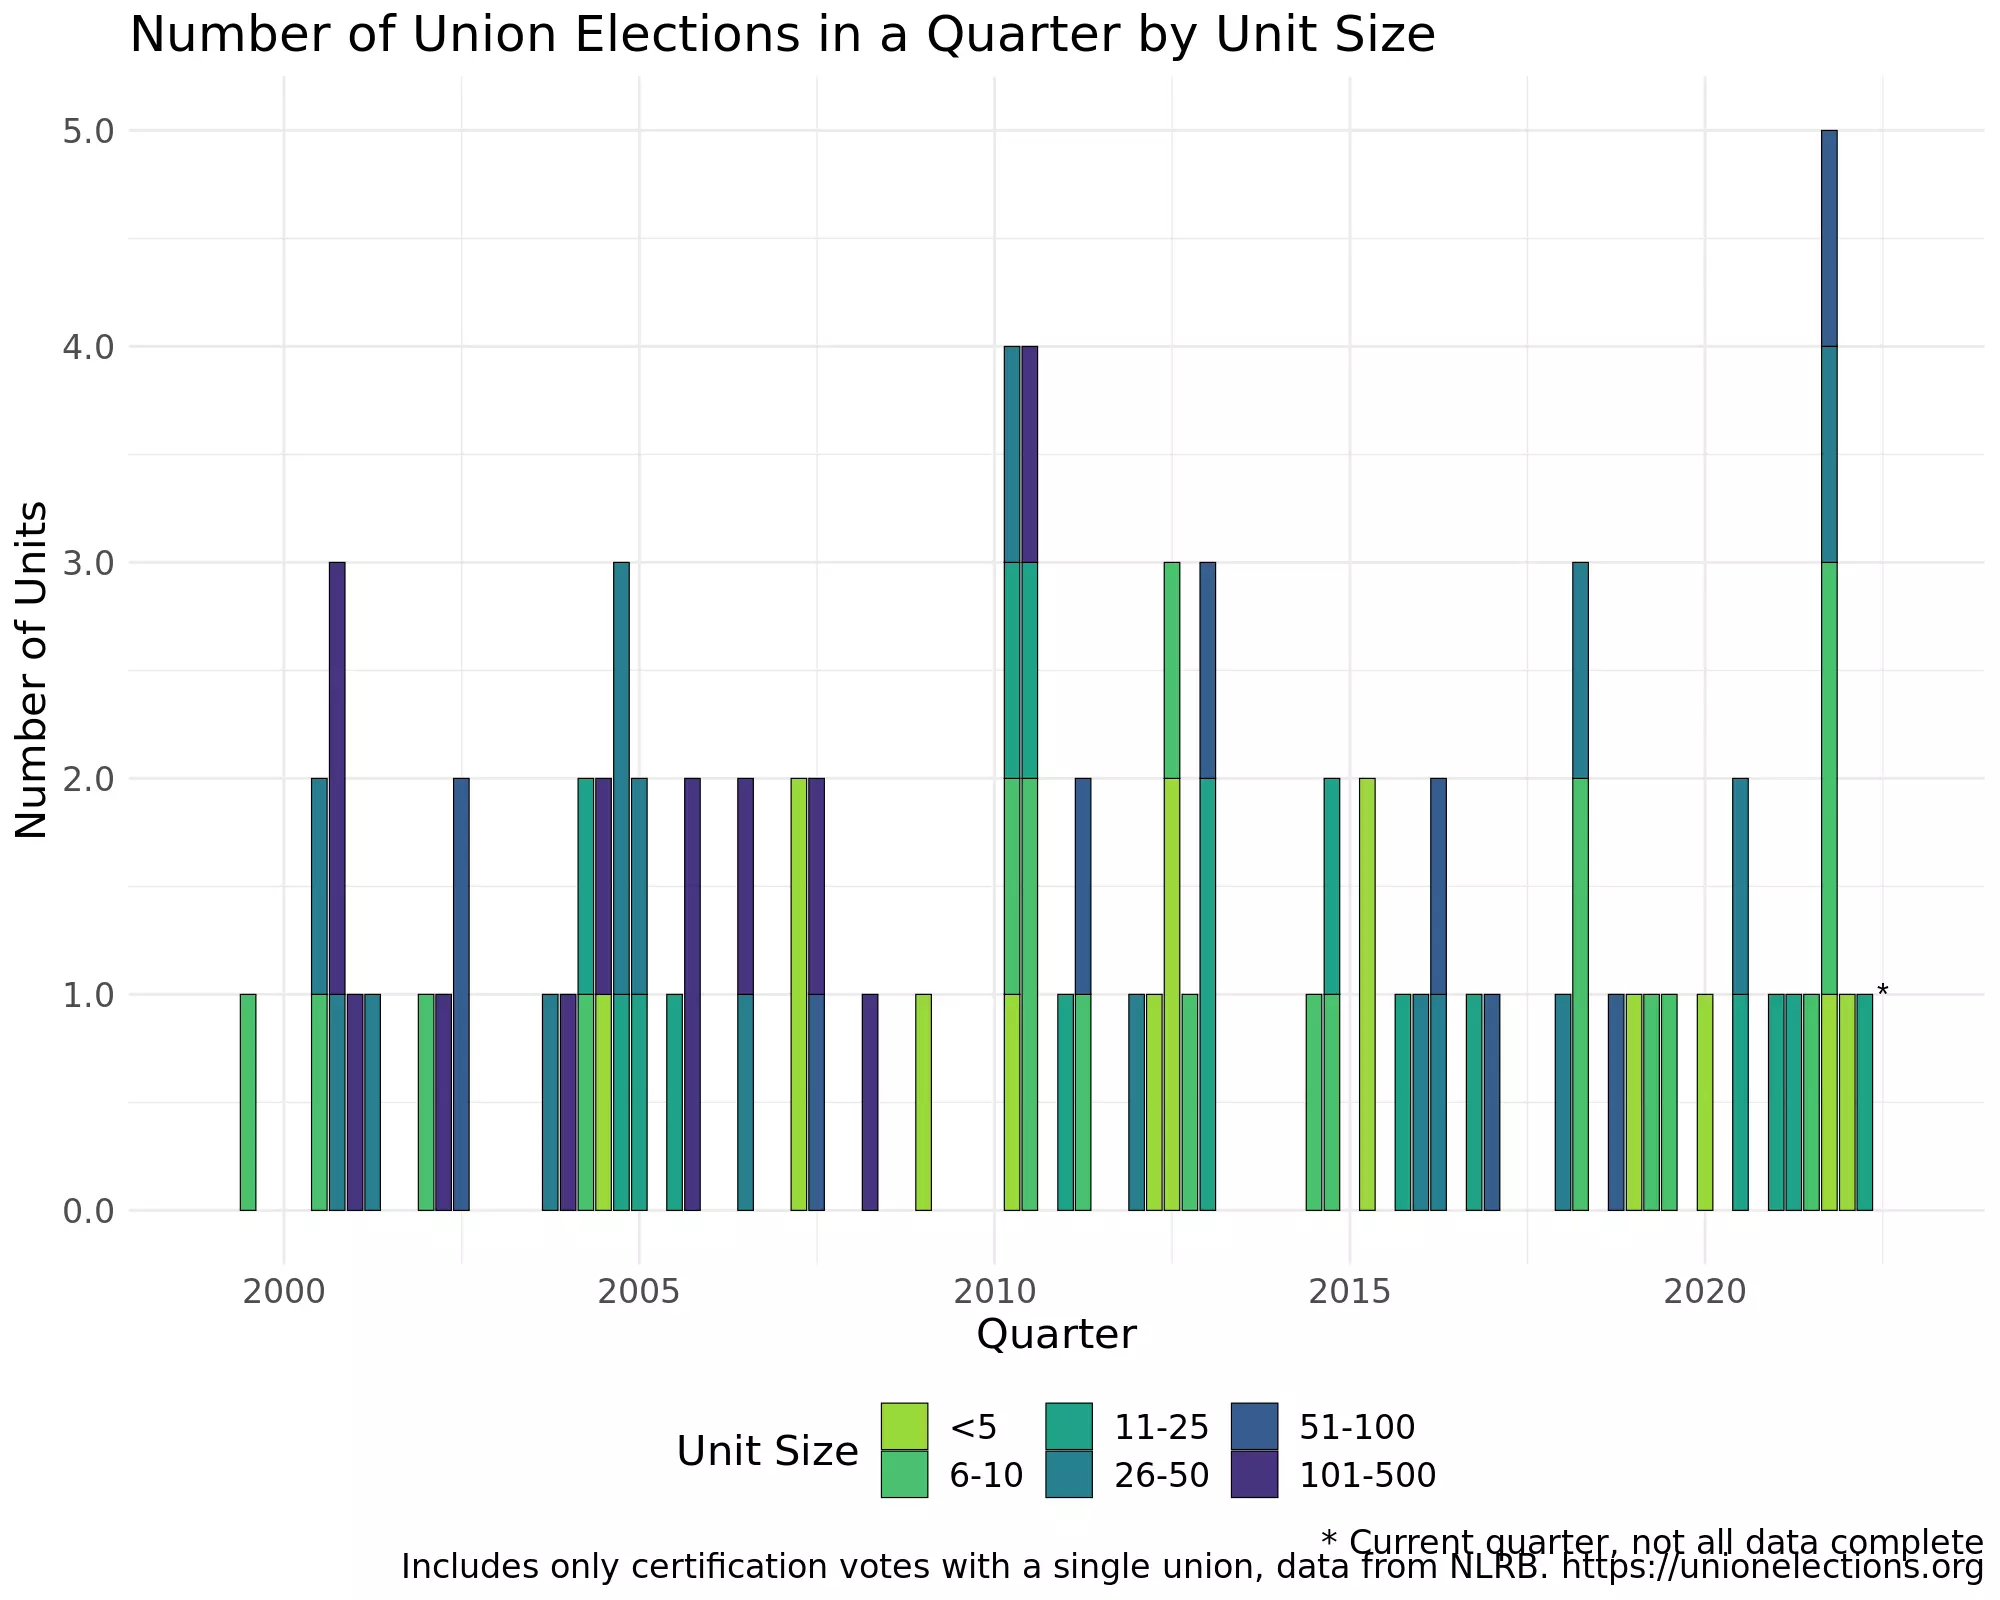 Number of Union Elections in a Quarter by Unit Size
5.0
4.0
3.0
2.0
1.0
0.0
Number of Units
*
2000 2005 2010 2015 2020
Quarter
Unit Size
<5 11-25 51-100
6-10 26-50 101-500
* Current quarter, not all data complete
Includes only certification votes with a single union, data from NLRB. https://unionelections.org